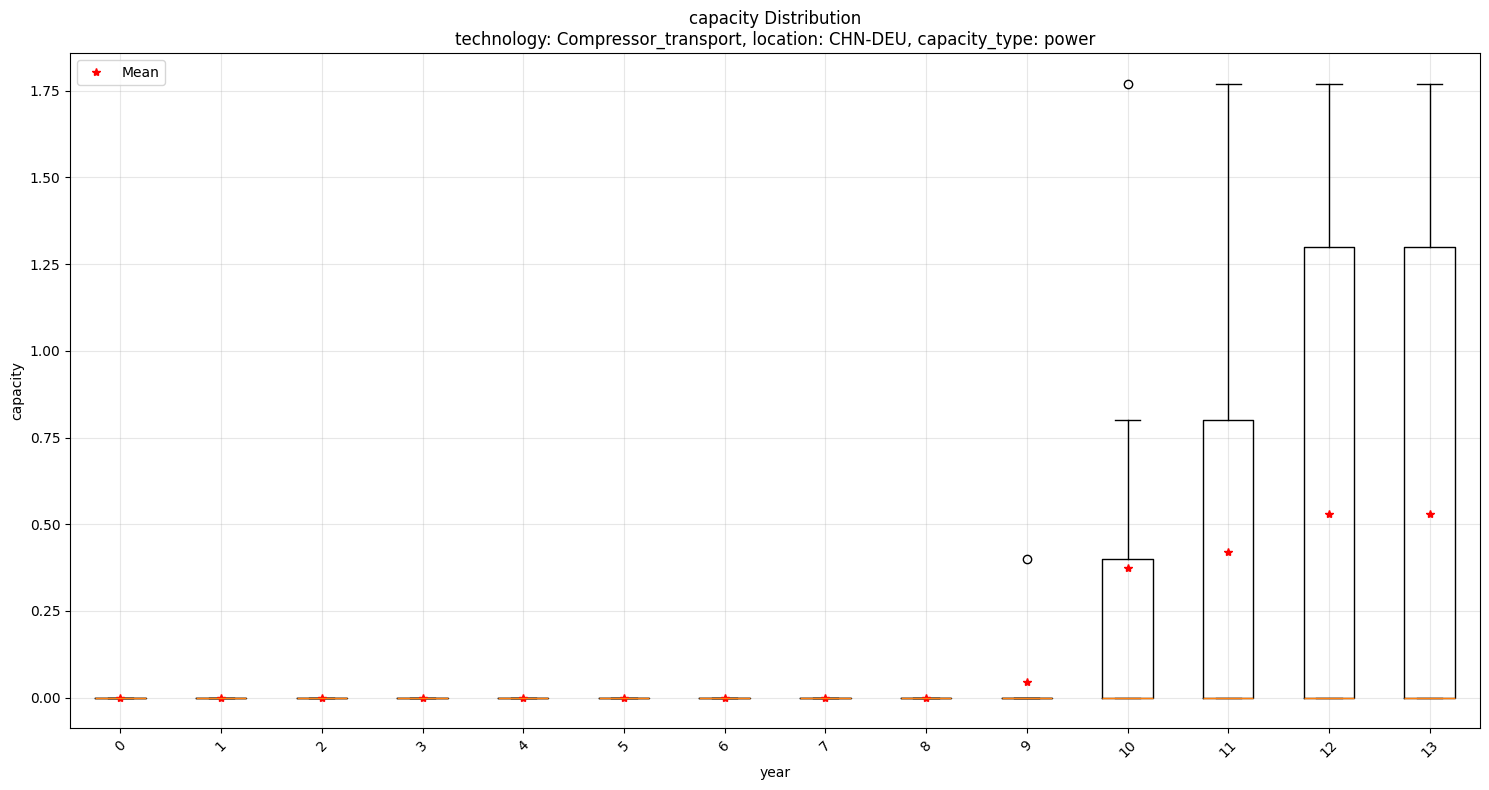 capacity Distribution
technology: Compressor_transport, location: CHN-DEU, capacity_type: power
Mean
1.75
1.50
1.25
1.00
0.75
0.50
0.25
0.00
capacity
0 1 2 3 4 5 6 7 8 9 10 11 12 13
year